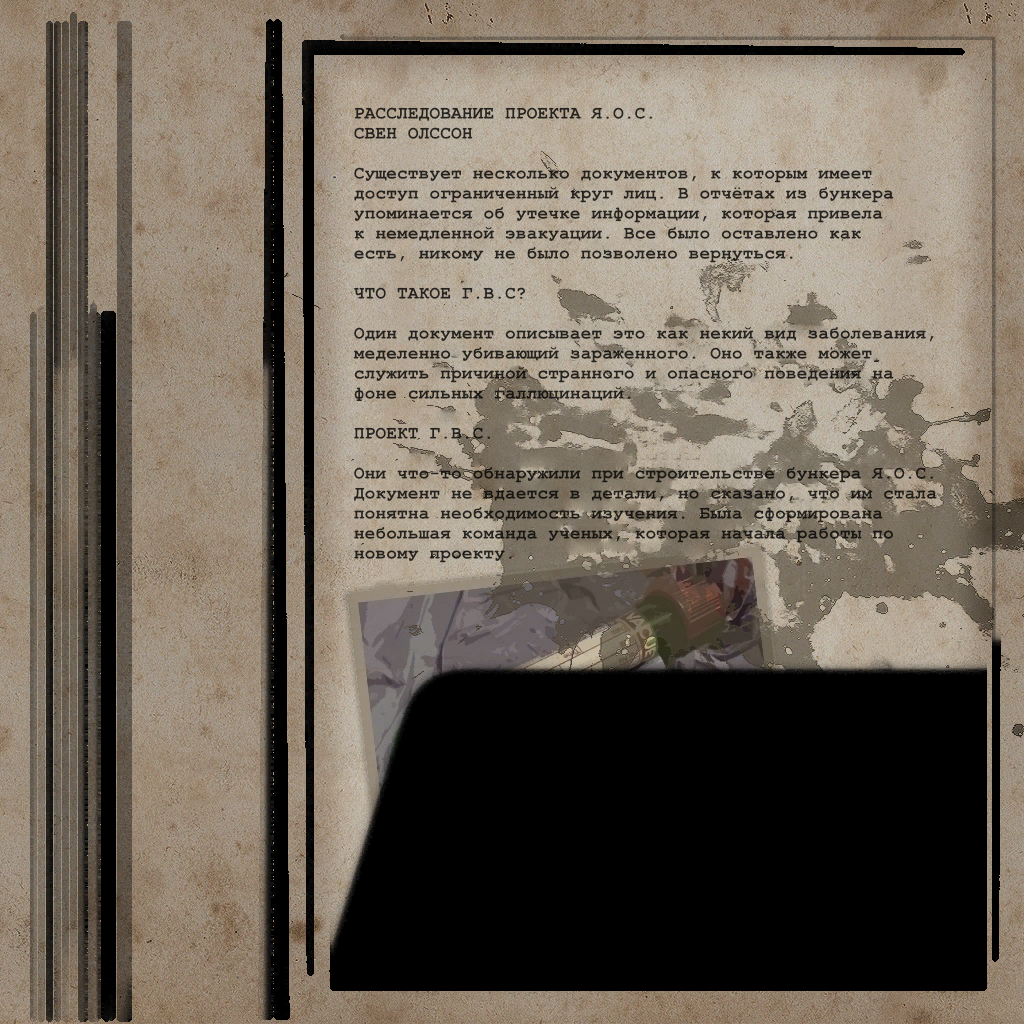 РАССЛЕДОВАНИЕ ПРОЕКТА Я.О.С.
СВЕН ОЛССОН
Существует несколько документов, к которым имеет
доступ ограниченный круг лиц. В отчётах из бункера
упоминается об утечке информации, которая привела
к немедленной эвакуации. Все было оставлено как
есть, никому не было позволено вернуться.
ЧТО ТАКОЕ Г.В.С?
Один документ описывает это как некий вид заболевания,
меделенно убивающий зараженного. Оно также может
служить причиной странного и опасного поведения на
фоне сильных галлюцинаций.
ПРОЕКТ Г.В.С.
Они что-то обнаружили при строительстве бункера Я.О.С.
Документ не вдается в детали, но сказано, что им стала
понятна необходимость изучения. Была сформирована
небольшая команда ученых, которая начала работы по
новому проекту.